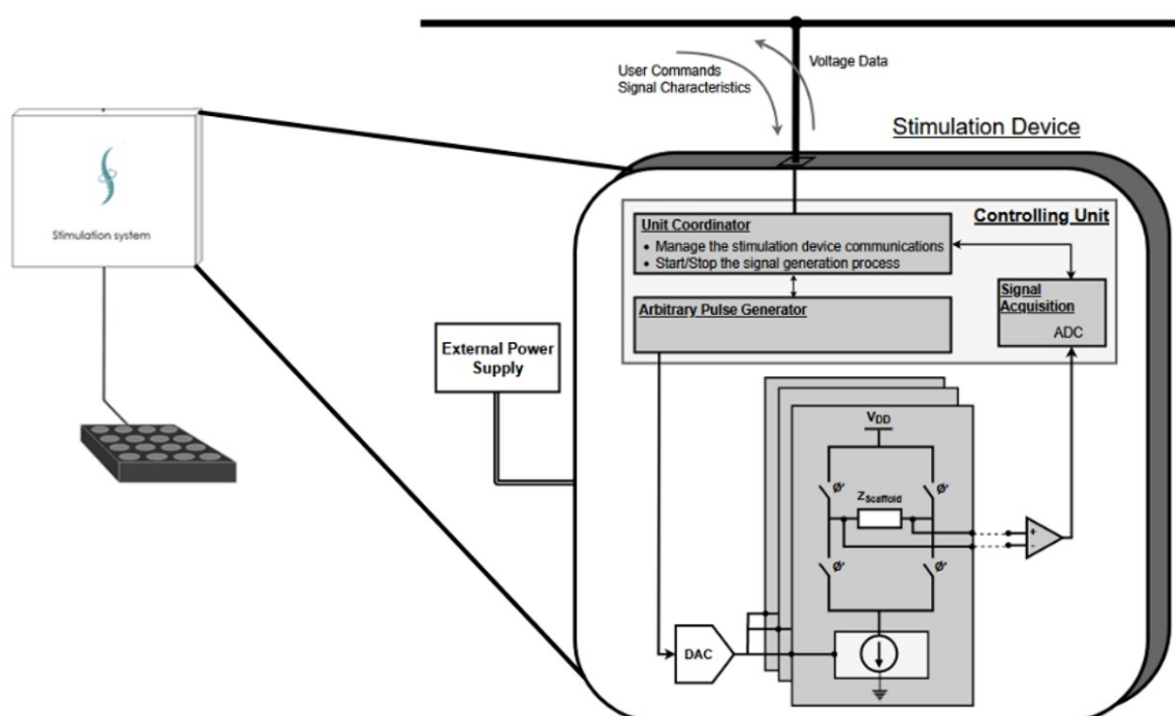 User Commands
Signal Characteristics
Voltage Data
Stimulation Device
Stimulation system
Controlling Unit
Unit Coordinator
• Manage the stimulation device communications
• Start/Stop the signal generation process
Arbitrary Pulse Generator
Signal
Acquisition
ADC
External Power
Supply
VDD
Ø'
Ø'
ZScaffold
Ø'
Ø'
+
-
DAC